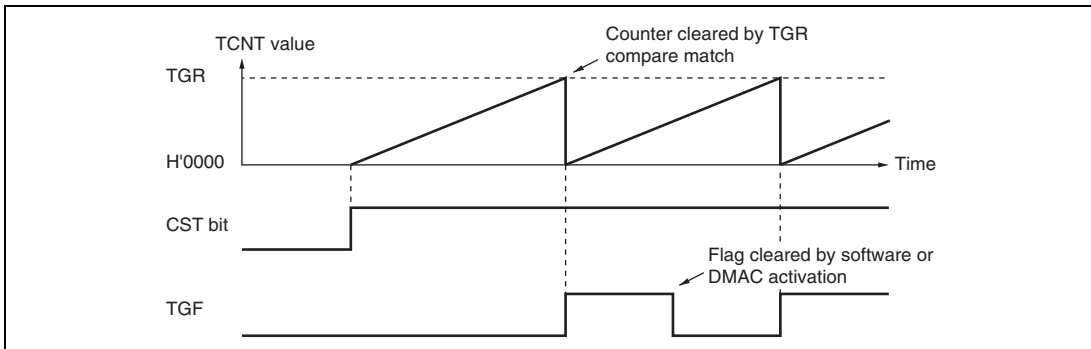 TCNT value
Counter cleared by TGR
compare match
TGR
H'0000
Time
CST bit
Flag cleared by software or
DMAC activation
TGF